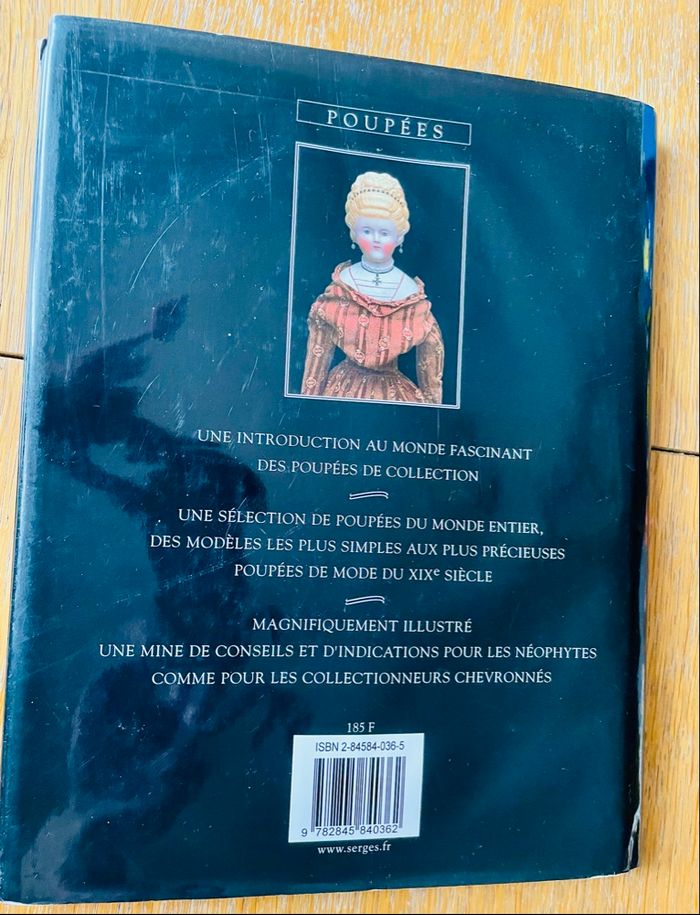 POUPÉES
UNE INTRODUCTION AU MONDE FASCINANT
DES POUPÉES DE COLLECTION
UNE SÉLECTION DE POUPÉES DU MONDE ENTIER,
DES MODÈLES LES PLUS SIMPLES AUX PLUS PRÉCIEUSES
POUPÉES DE MODE DU XIXe SIÈCLE
MAGNIFIQUEMENT ILLUSTRÉ
UNE MINE DE CONSEILS ET D'INDICATIONS POUR LES NÉOPHYTES
COMME POUR LES COLLECTIONNEURS CHEVRONNÉS
185 F
ISBN 2-84584-036-5
9 782845 840362
www.serges.fr